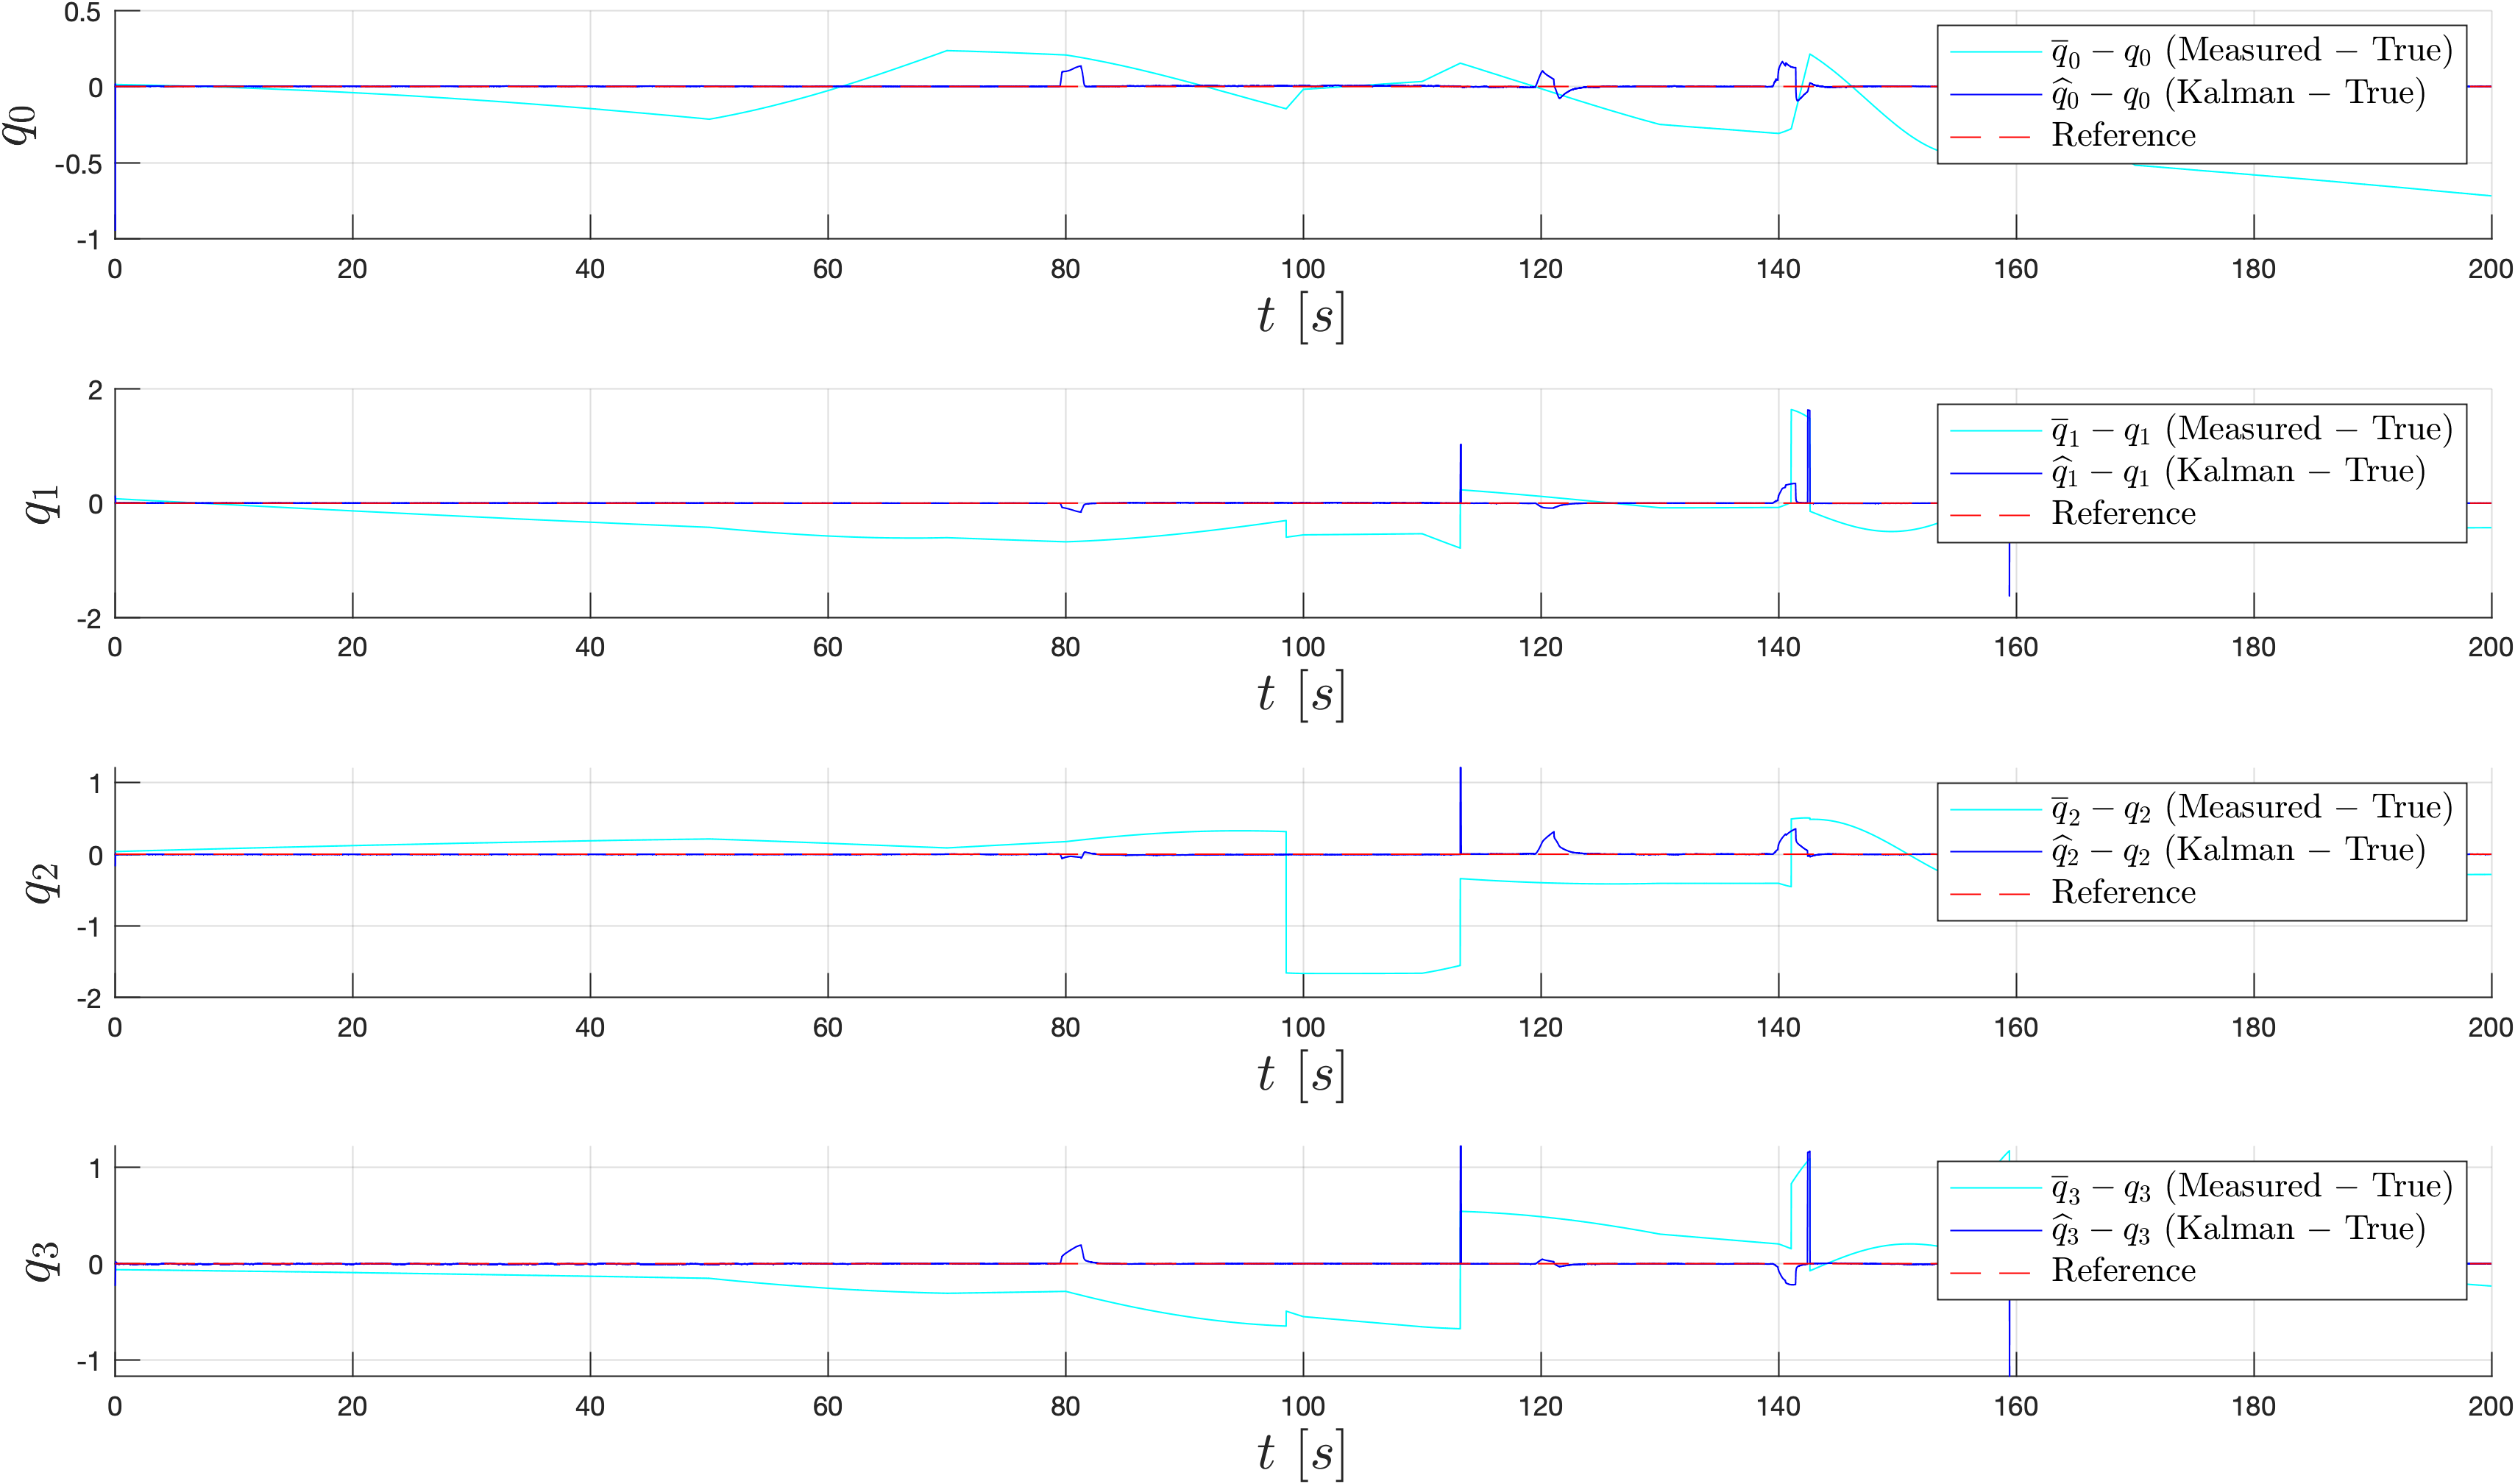 0.5
0
-0.5
-1
q0
q̅0 − q0 (Measured − True)
q̂0 − q0 (Kalman − True)
Reference
0 20 40 60 80 100 120 140 160 180 200
t [s]
2
0
-2
q1
q̅1 − q1 (Measured − True)
q̂1 − q1 (Kalman − True)
Reference
0 20 40 60 80 100 120 140 160 180 200
t [s]
1
0
-1
-2
q2
q̅2 − q2 (Measured − True)
q̂2 − q2 (Kalman − True)
Reference
0 20 40 60 80 100 120 140 160 180 200
t [s]
1
0
-1
q3
q̅3 − q3 (Measured − True)
q̂3 − q3 (Kalman − True)
Reference
0 20 40 60 80 100 120 140 160 180 200
t [s]